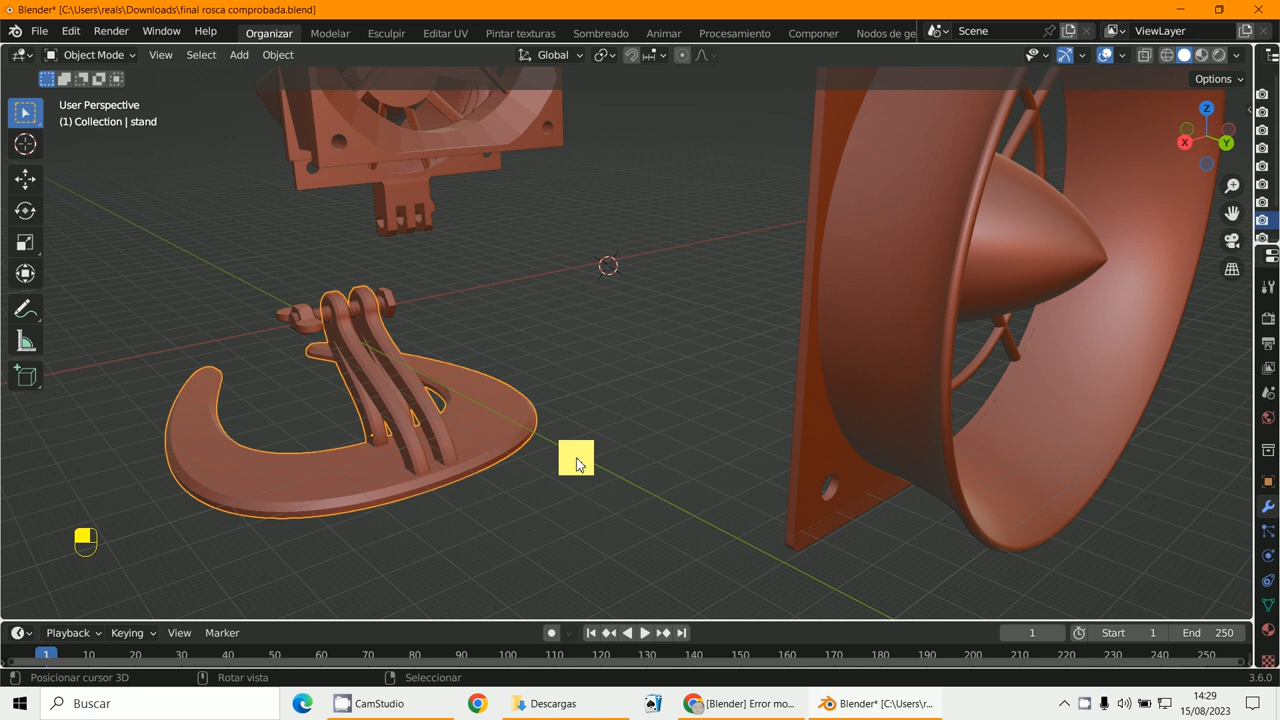 Blender* [C:\Users\reals\Downloads\final rosca comprobada.blend]
File Edit Render Window Help Organizar Modelar Esculpir Editar UV Pintar texturas Sombreado Animar Procesamiento Componer Nodos de ge Scene ViewLayer
Object Mode View Select Add Object Global
Options
User Perspective
(1) Collection | stand
Z
X Y
Playback Keying View Marker 1 Start 1 End 250
1 10 20 30 40 50 60 70 80 90 100 110 120 130 140 150 160 170 180 190 200 210 220 230 240 250
Posicionar cursor 3D Rotar vista Seleccionar 3.6.0
Buscar CamStudio Descargas [Blender] Error mo... Blender* [C:\Users\r... 14:29
15/08/2023